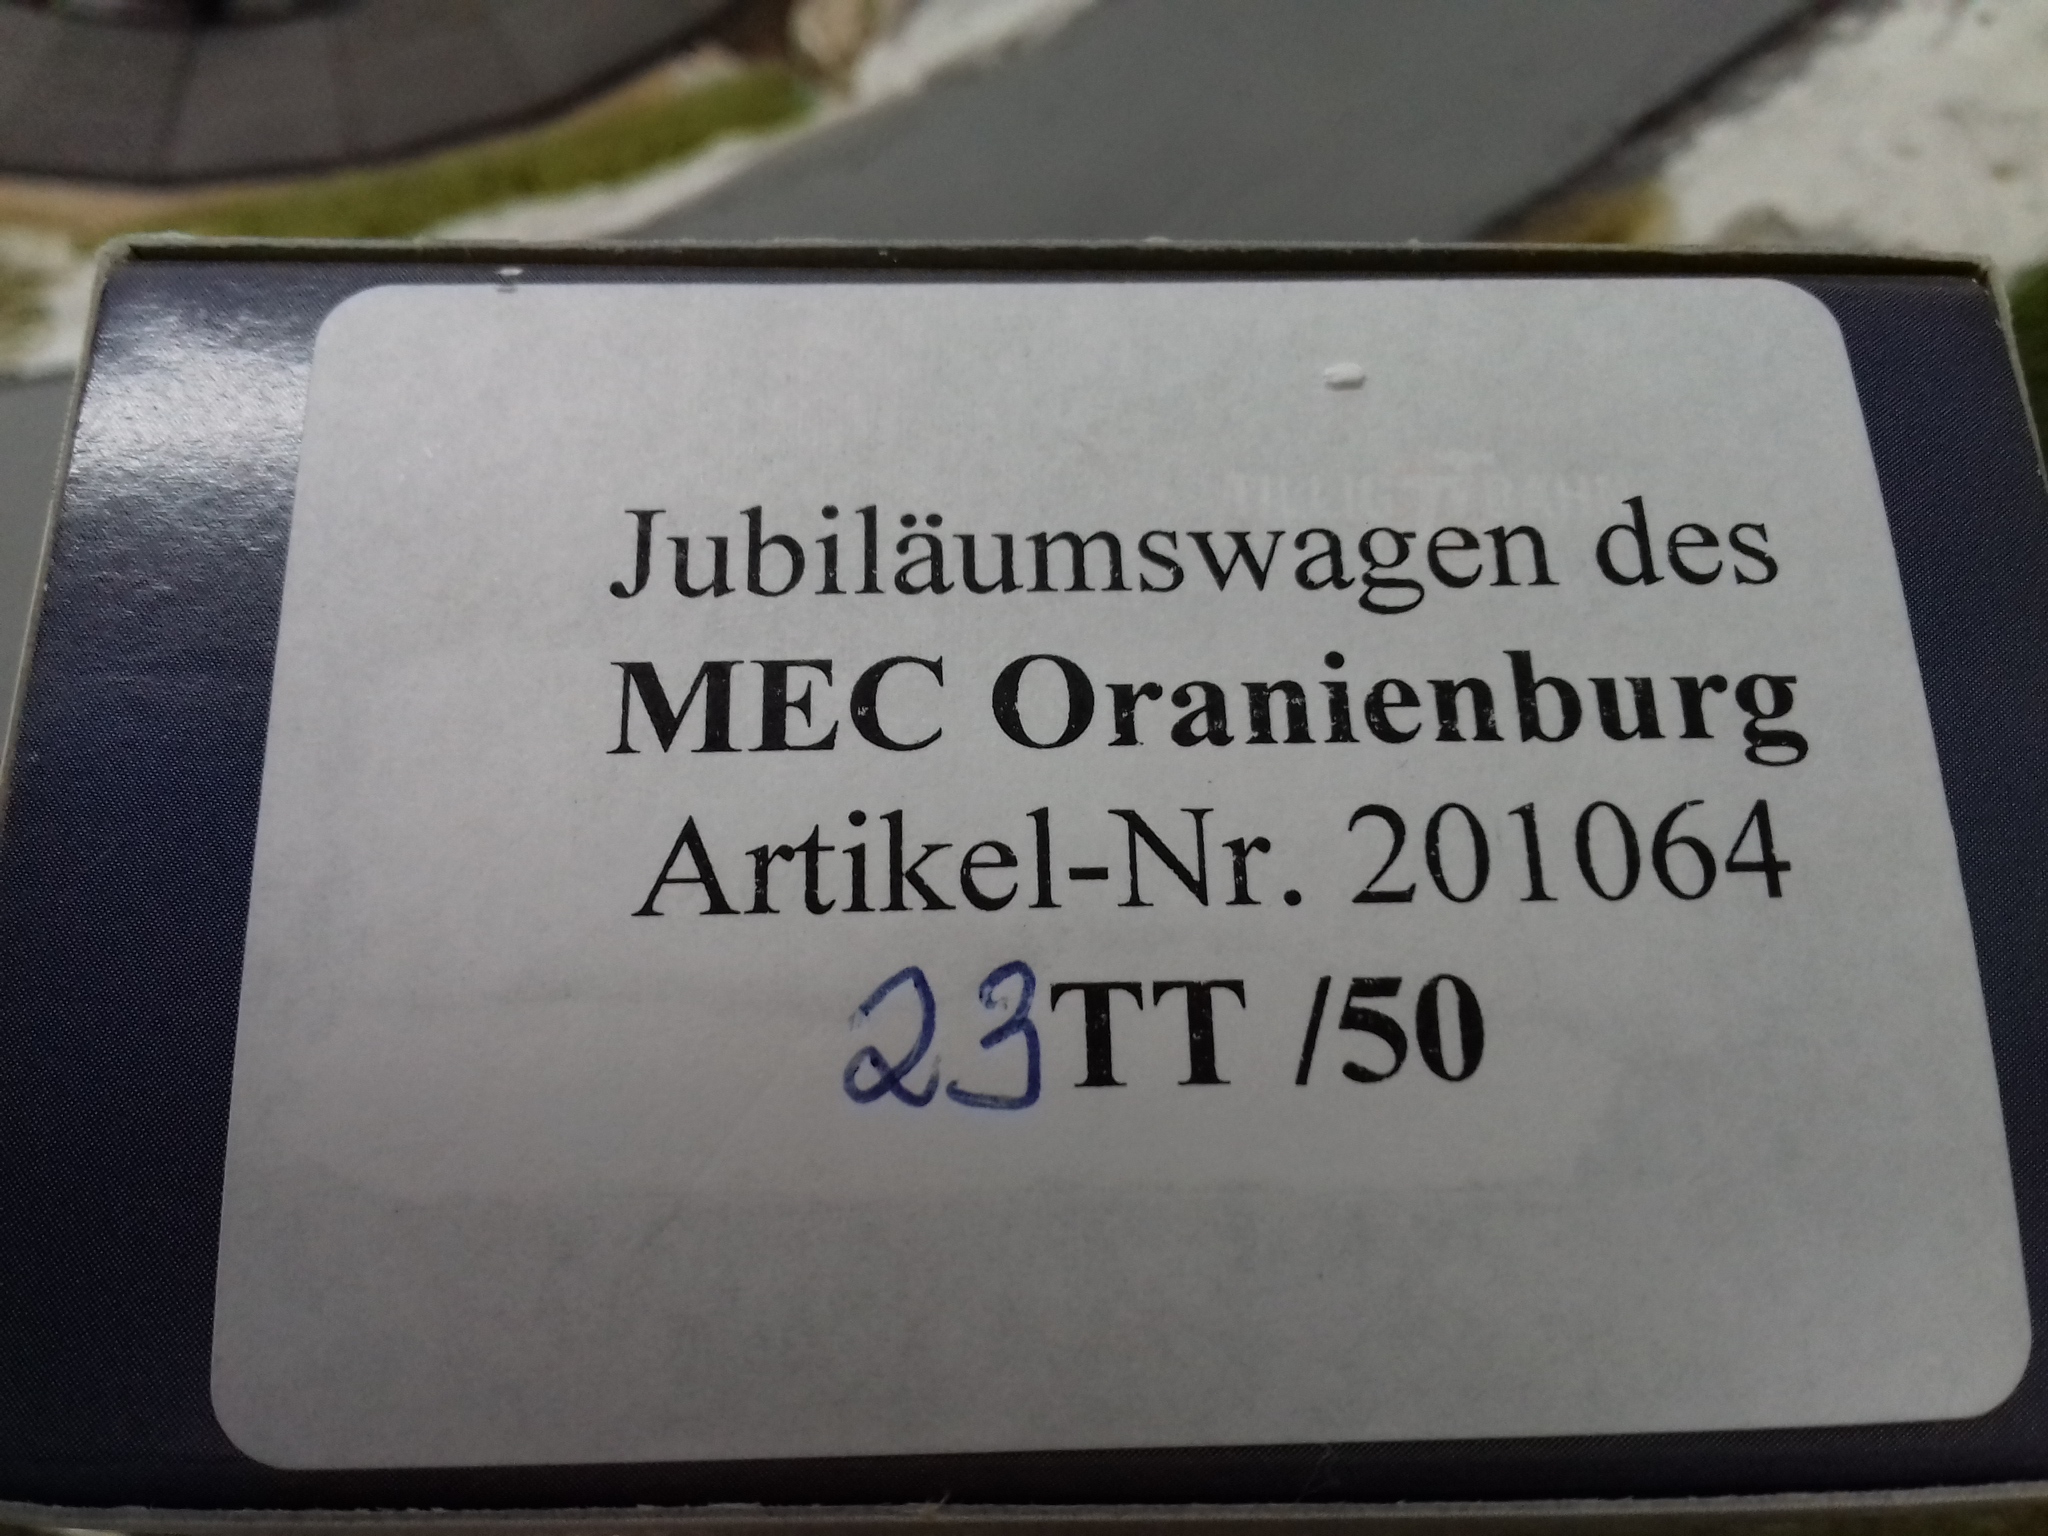 Jubiläumswagen des
MEC Oranienburg
Artikel-Nr. 201064
23TT /50